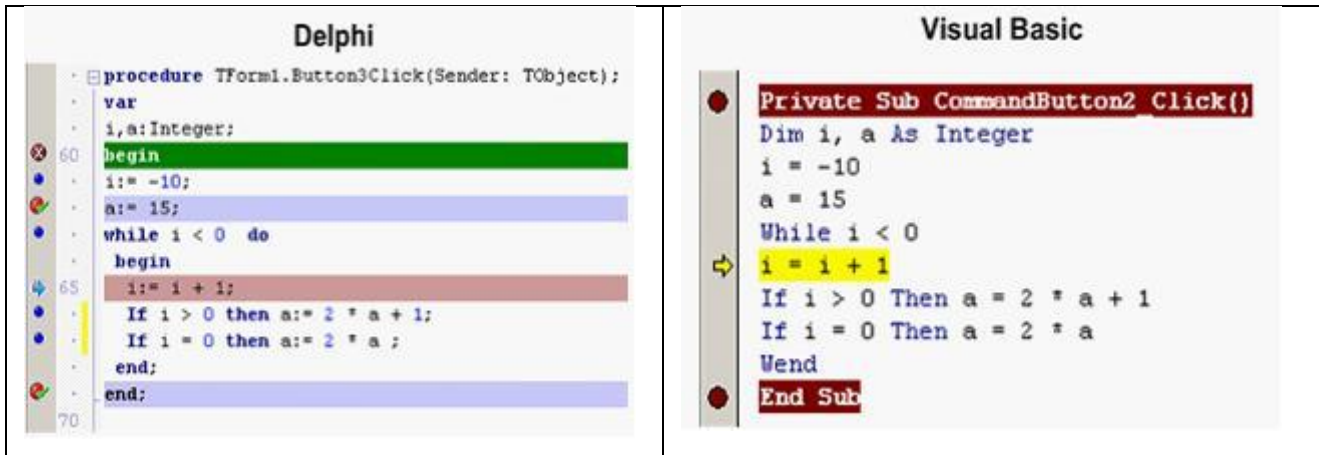 Delphi
procedure TForm1.Button3Click(Sender: TObject);
var
i,a:Integer;
60 begin
i:= -10;
a:= 15;
while i < 0 do
begin
65 i:= i + 1;
If i > 0 then a:= 2 * a + 1;
If i = 0 then a:= 2 * a ;
end;
end;
70
Visual Basic
Private Sub CommandButton2_Click()
Dim i, a As Integer
i = -10
a = 15
While i < 0
i = i + 1
If i > 0 Then a = 2 * a + 1
If i = 0 Then a = 2 * a
Wend
End Sub